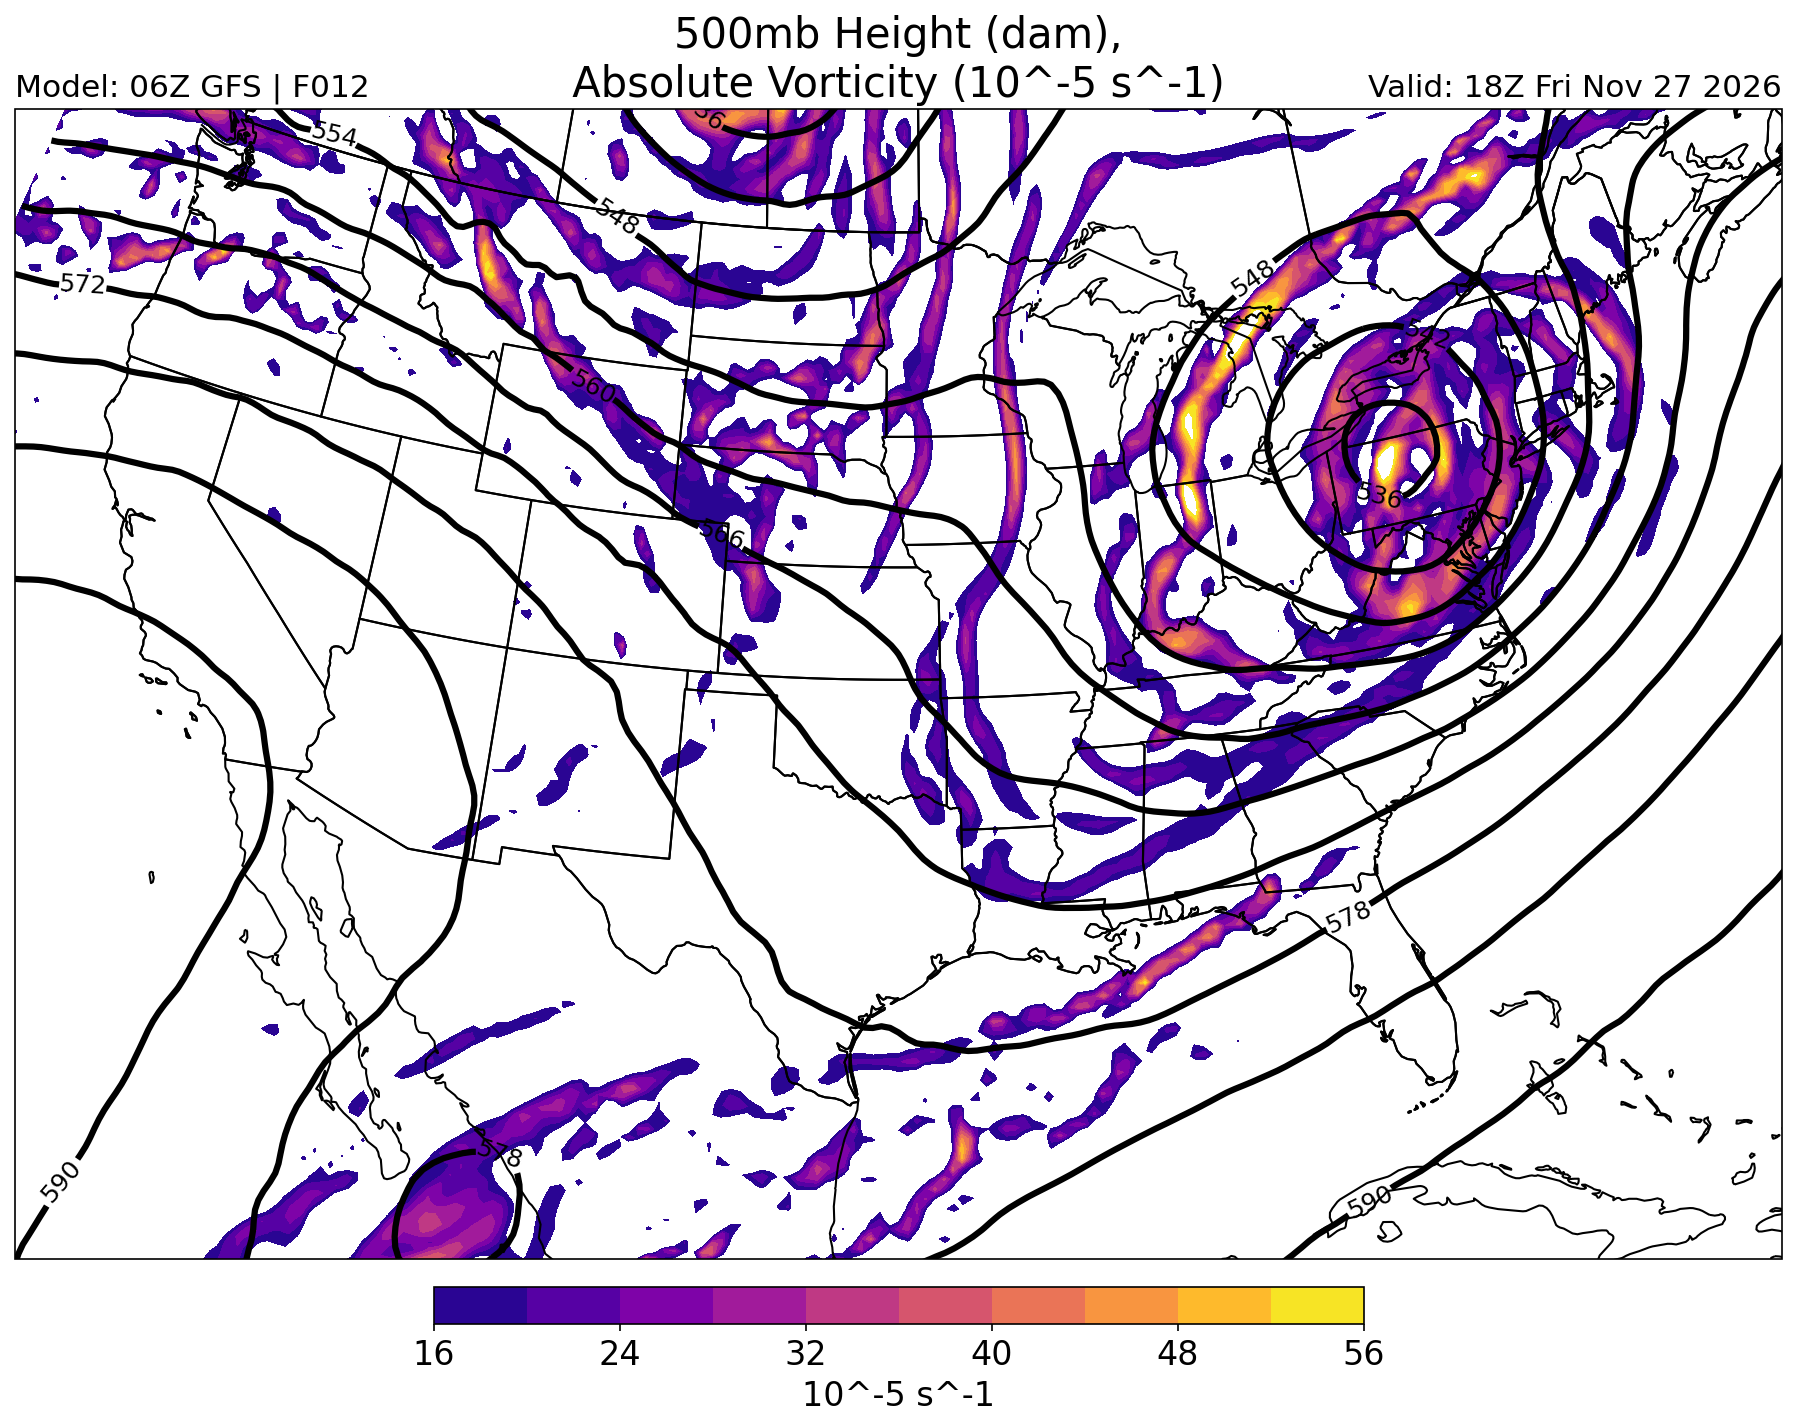 500mb Height (dam),
Model: 06Z GFS | F012
Absolute Vorticity (10^-5 s^-1)
Valid: 18Z Fri Nov 27 2026
554
548
572
548
542
560
536
566
578
578
590
590
16 24 32 40 48 56
10^-5 s^-1